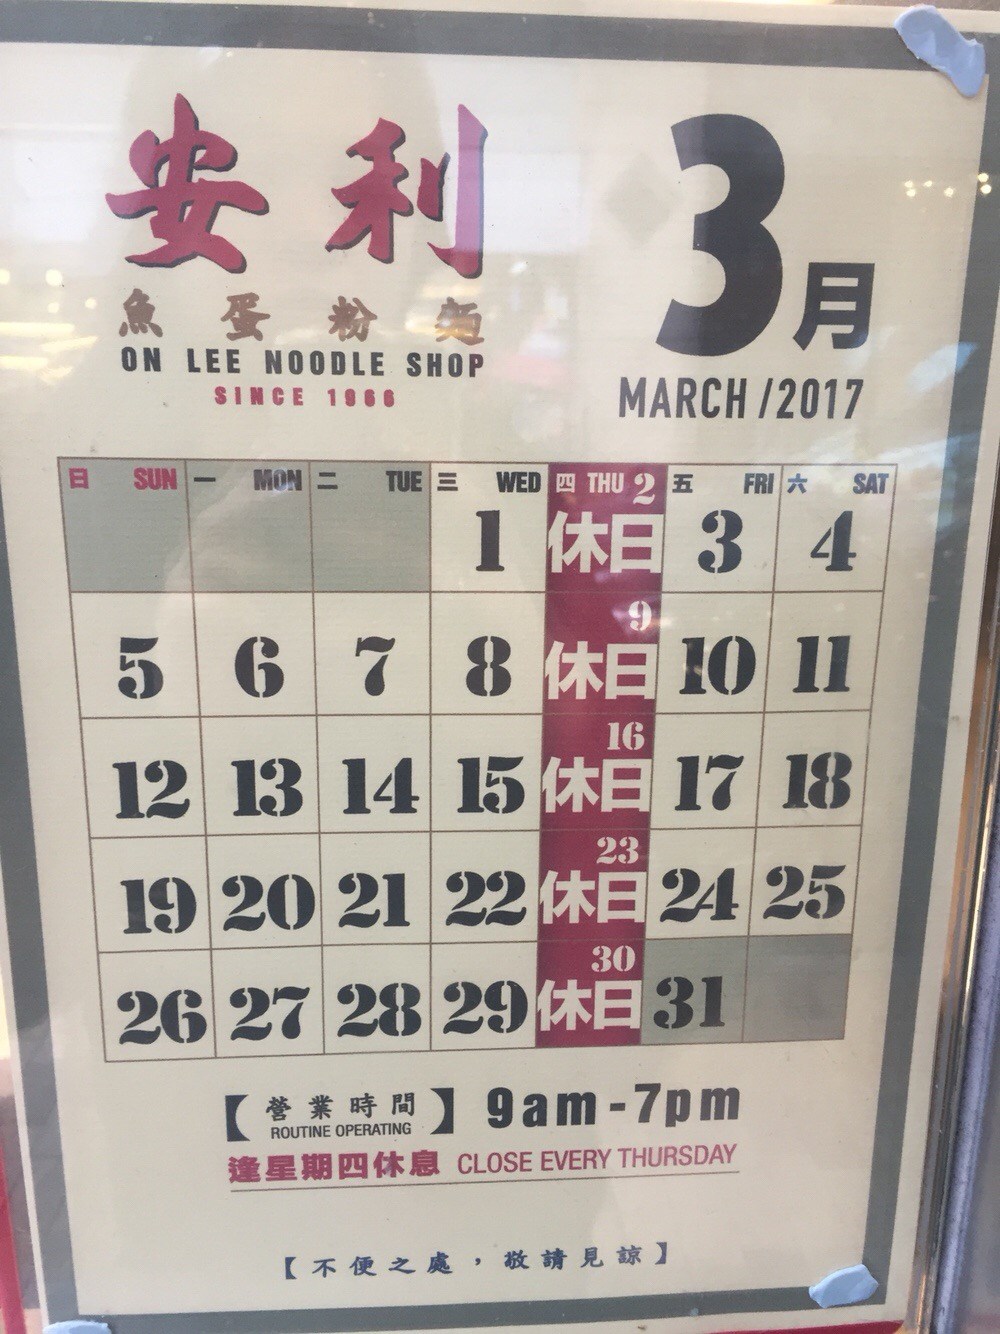 安利
魚蛋粉麵
ON LEE NOODLE SHOP
SINCE 1966
3月
MARCH /2017
日 SUN 一 MON 二 TUE 三 WED 四 THU 五 FRI 六 SAT
1 2 休日 3 4
5 6 7 8 9 休日 10 11
12 13 14 15 16 休日 17 18
19 20 21 22 23 休日 24 25
26 27 28 29 30 休日 31
【營業時間】 9am-7pm
ROUTINE OPERATING
逢星期四休息 CLOSE EVERY THURSDAY
【不便之處，敬請見諒】